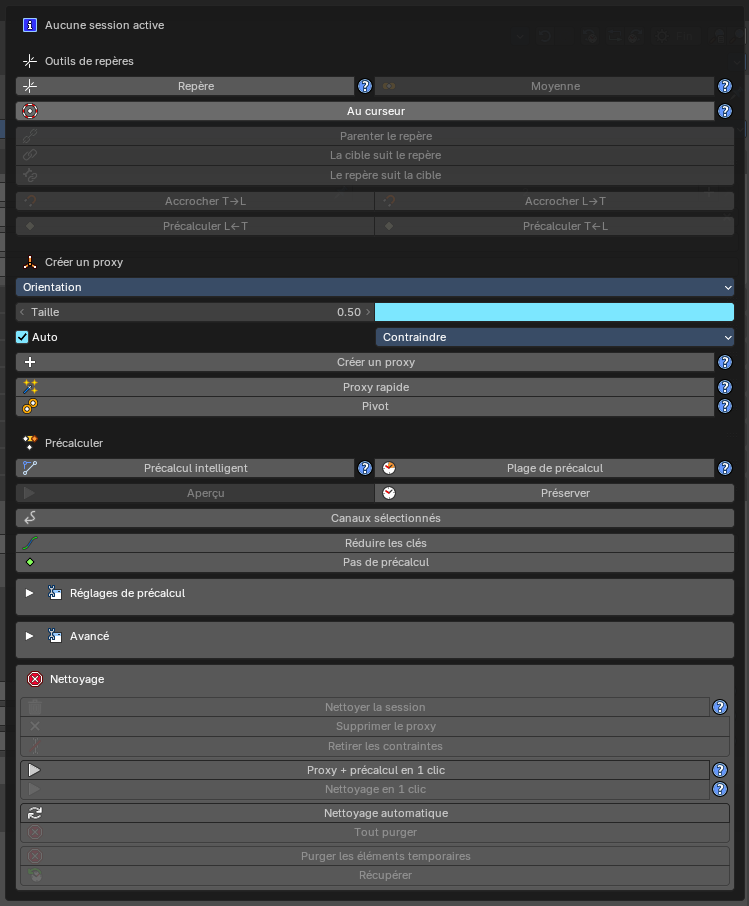 Aucune session active
Outils de repères
Repère
Moyenne
Au curseur
Parenter le repère
La cible suit le repère
Le repère suit la cible
Accrocher T→L
Accrocher L→T
Précalculer L←T
Précalculer T←L
Créer un proxy
Orientation
Taille 0.50
Auto
Contraindre
Créer un proxy
Proxy rapide
Pivot
Précalculer
Précalcul intelligent
Plage de précalcul
Aperçu
Préserver
Canaux sélectionnés
Réduire les clés
Pas de précalcul
Réglages de précalcul
Avancé
Nettoyage
Nettoyer la session
Supprimer le proxy
Retirer les contraintes
Proxy + précalcul en 1 clic
Nettoyage en 1 clic
Nettoyage automatique
Tout purger
Purger les éléments temporaires
Récupérer